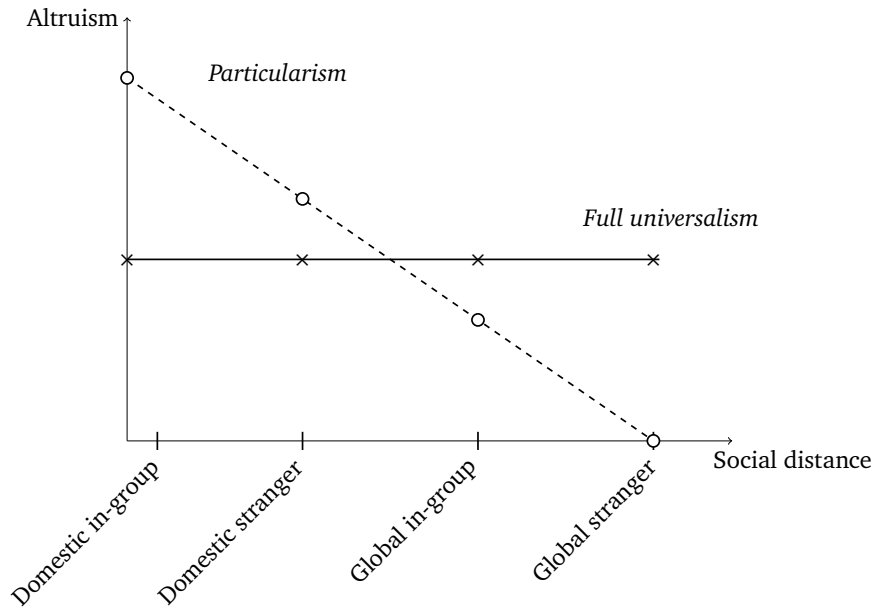 Altruism
Particularism
Full universalism
Social distance
Domestic in-group
Domestic stranger
Global in-group
Global stranger